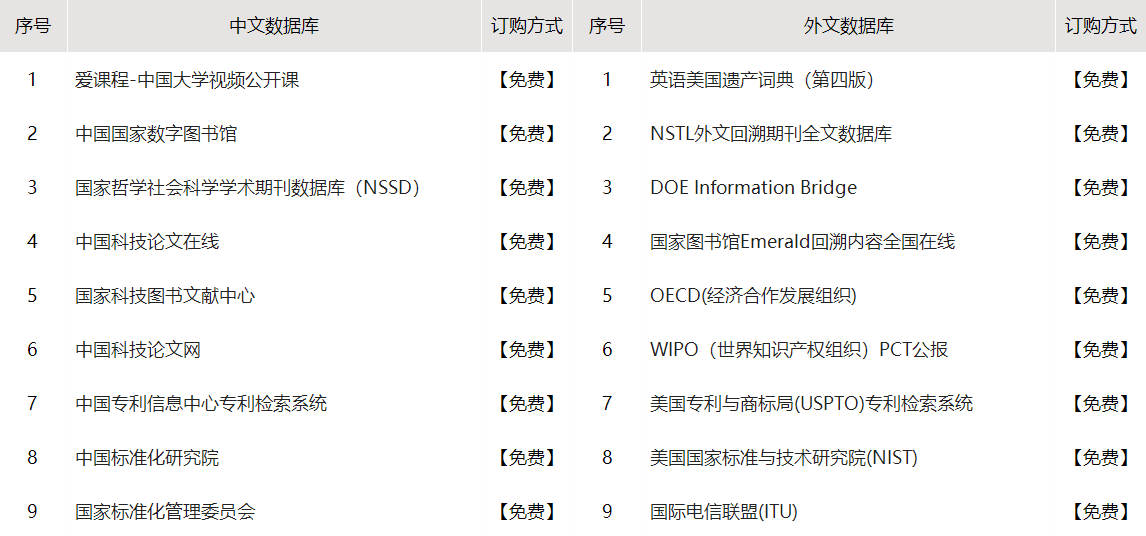 序号 中文数据库 订购方式 序号 外文数据库 订购方式
1 爱课程-中国大学视频公开课 【免费】 1 英语美国遗产词典（第四版） 【免费】
2 中国国家数字图书馆 【免费】 2 NSTL外文回溯期刊全文数据库 【免费】
3 国家哲学社会科学学术期刊数据库（NSSD） 【免费】 3 DOE Information Bridge 【免费】
4 中国科技论文在线 【免费】 4 国家图书馆Emerald回溯内容全国在线 【免费】
5 国家科技图书文献中心 【免费】 5 OECD(经济合作发展组织) 【免费】
6 中国科技论文网 【免费】 6 WIPO（世界知识产权组织）PCT公报 【免费】
7 中国专利信息中心专利检索系统 【免费】 7 美国专利与商标局(USPTO)专利检索系统 【免费】
8 中国标准化研究院 【免费】 8 美国国家标准与技术研究院(NIST) 【免费】
9 国家标准化管理委员会 【免费】 9 国际电信联盟(ITU) 【免费】